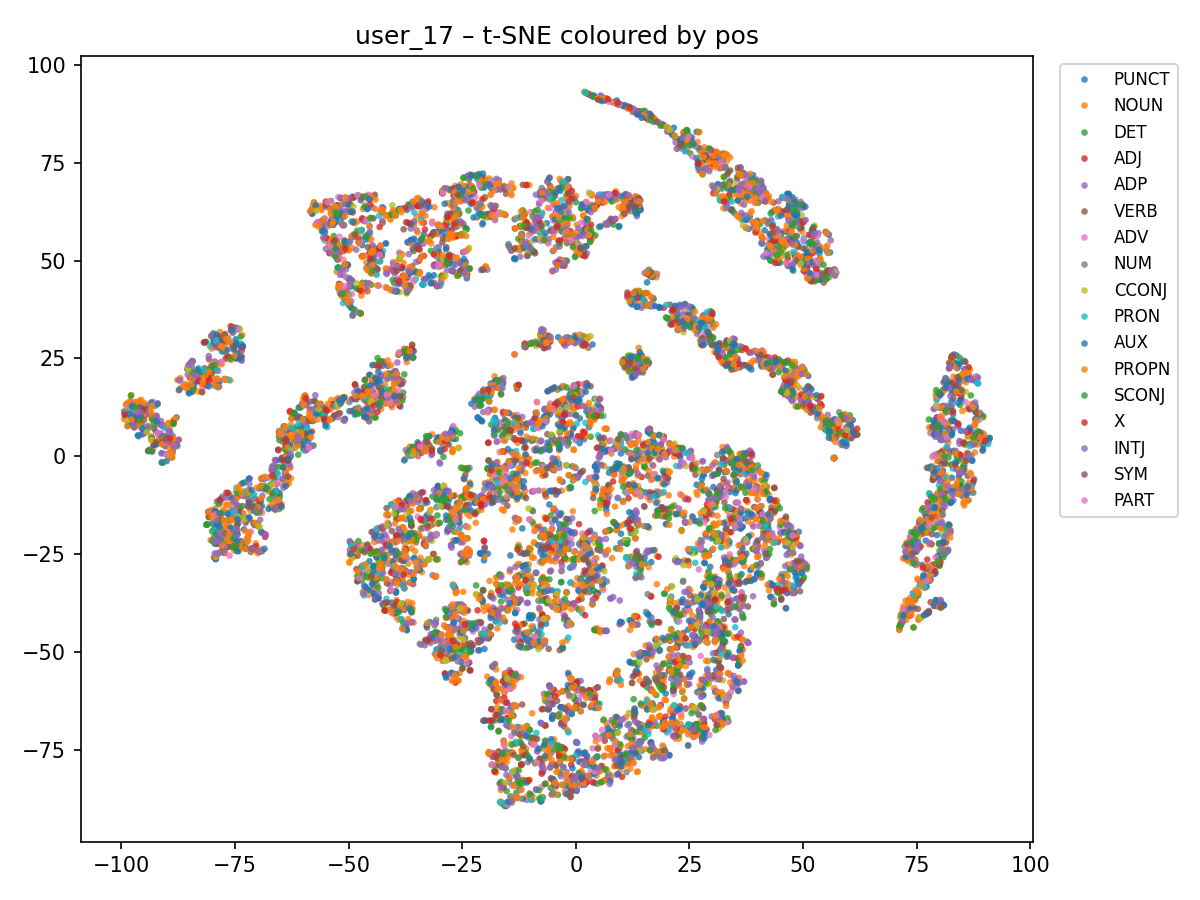 user_17 – t-SNE coloured by pos
100
75
50
25
0
−25
−50
−75
−100
−75
−50
−25
0
25
50
75
100
PUNCT
NOUN
DET
ADJ
ADP
VERB
ADV
NUM
CCONJ
PRON
AUX
PROPN
SCONJ
X
INTJ
SYM
PART